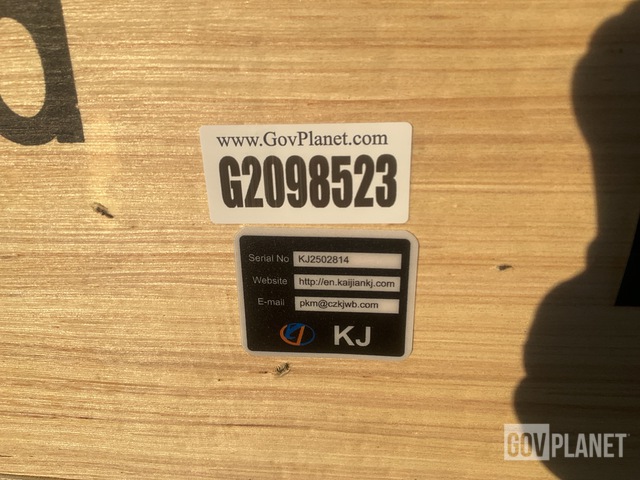 d
www.GovPlanet.com
G2098523
Serial No KJ2502814
Website http://en.kaijiankj.com
E-mail pkm@czkjwb.com
KJ
GOVPLANET